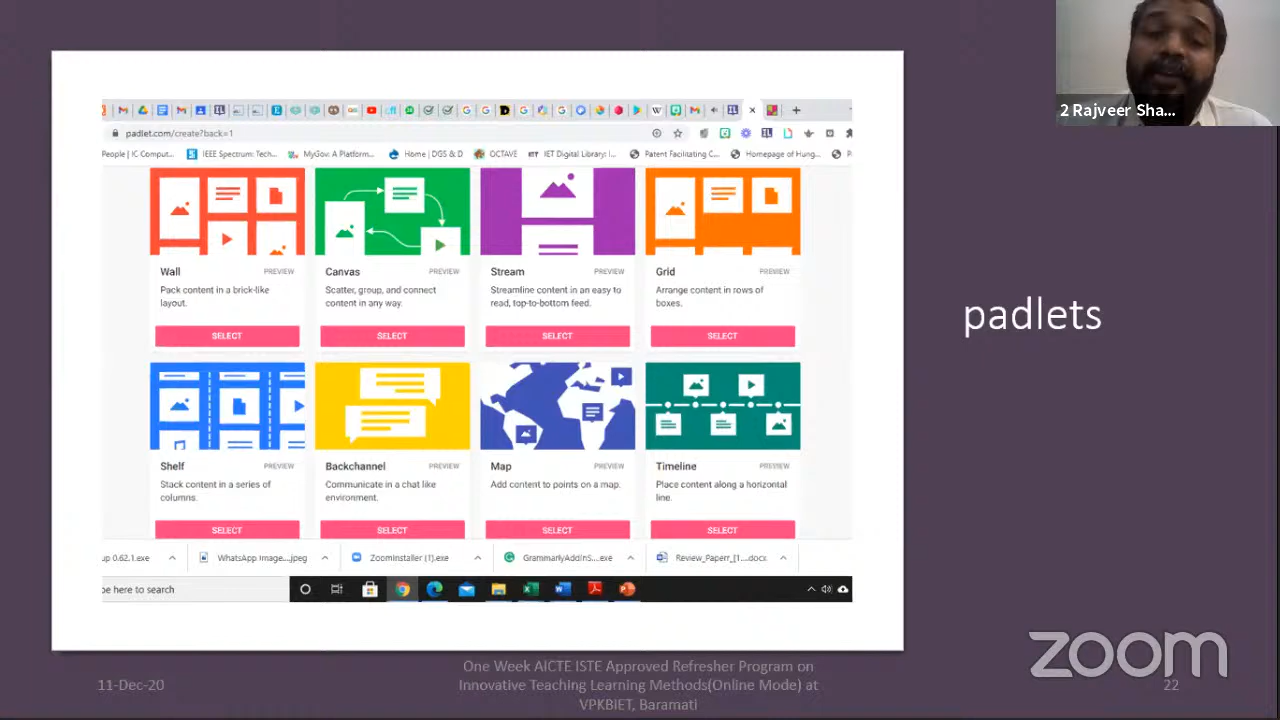 2 Rajveer Sha...
padlet.com/create?back=1
People | IC Comput... IEEE Spectrum: Tech... MyGov: A Platform... Home | DGS & D OCTAVE IET Digital Library: I... Patent Facilitating C... Homepage of Hung...
Wall PREVIEW
Pack content in a brick-like
layout.
SELECT
Canvas PREVIEW
Scatter, group, and connect
content in any way.
SELECT
Stream PREVIEW
Streamline content in an easy to
read, top-to-bottom feed.
SELECT
Grid PREVIEW
Arrange content in rows of
boxes.
SELECT
padlets
Shelf PREVIEW
Stack content in a series of
columns.
SELECT
Backchannel PREVIEW
Communicate in a chat like
environment.
SELECT
Map PREVIEW
Add content to points on a map.
SELECT
Timeline PREVIEW
Place content along a horizontal
line.
SELECT
up 0.62.1.exe WhatsApp Image....jpeg ZoomInstaller (1).exe GrammarlyAddInS....exe Review_Paperr_[1....docx
be here to search
zoom
11-Dec-20
One Week AICTE ISTE Approved Refresher Program on
Innovative Teaching Learning Methods(Online Mode) at
VPKBIET, Baramati
22